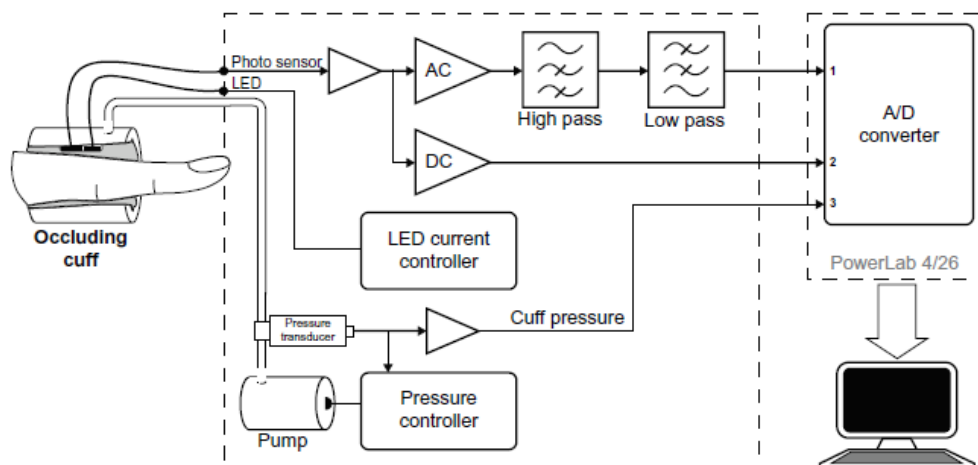 Photo sensor
LED
AC
High pass
Low pass
DC
1
2
3
A/D
converter
PowerLab 4/26
Occluding
cuff
LED current
controller
Pressure
transducer
Cuff pressure
Pressure
controller
Pump